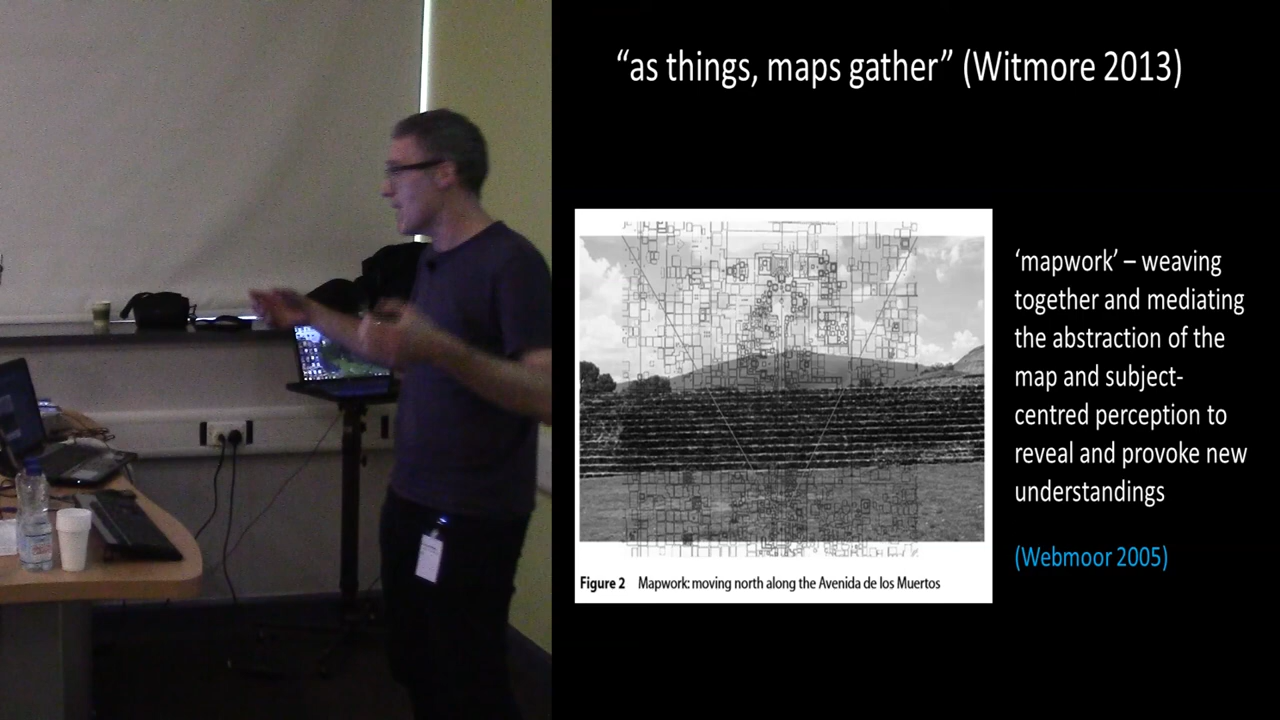 “as things, maps gather” (Witmore 2013)
‘mapwork’ – weaving
together and mediating
the abstraction of the
map and subject-
centred perception to
reveal and provoke new
understandings
(Webmoor 2005)
Figure 2 Mapwork: moving north along the Avenida de los Muertos